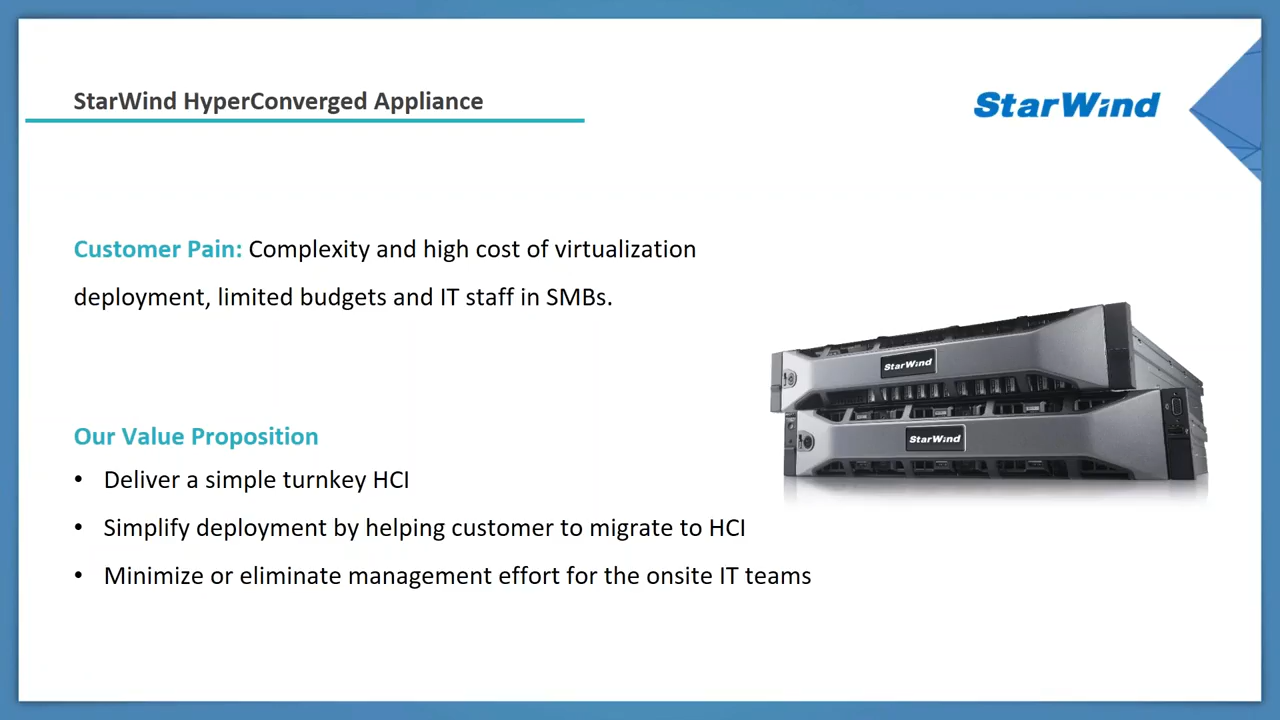 StarWind HyperConverged Appliance
StarWind
Customer Pain: Complexity and high cost of virtualization
deployment, limited budgets and IT staff in SMBs.
StarWind
StarWind
Our Value Proposition
• Deliver a simple turnkey HCI
• Simplify deployment by helping customer to migrate to HCI
• Minimize or eliminate management effort for the onsite IT teams